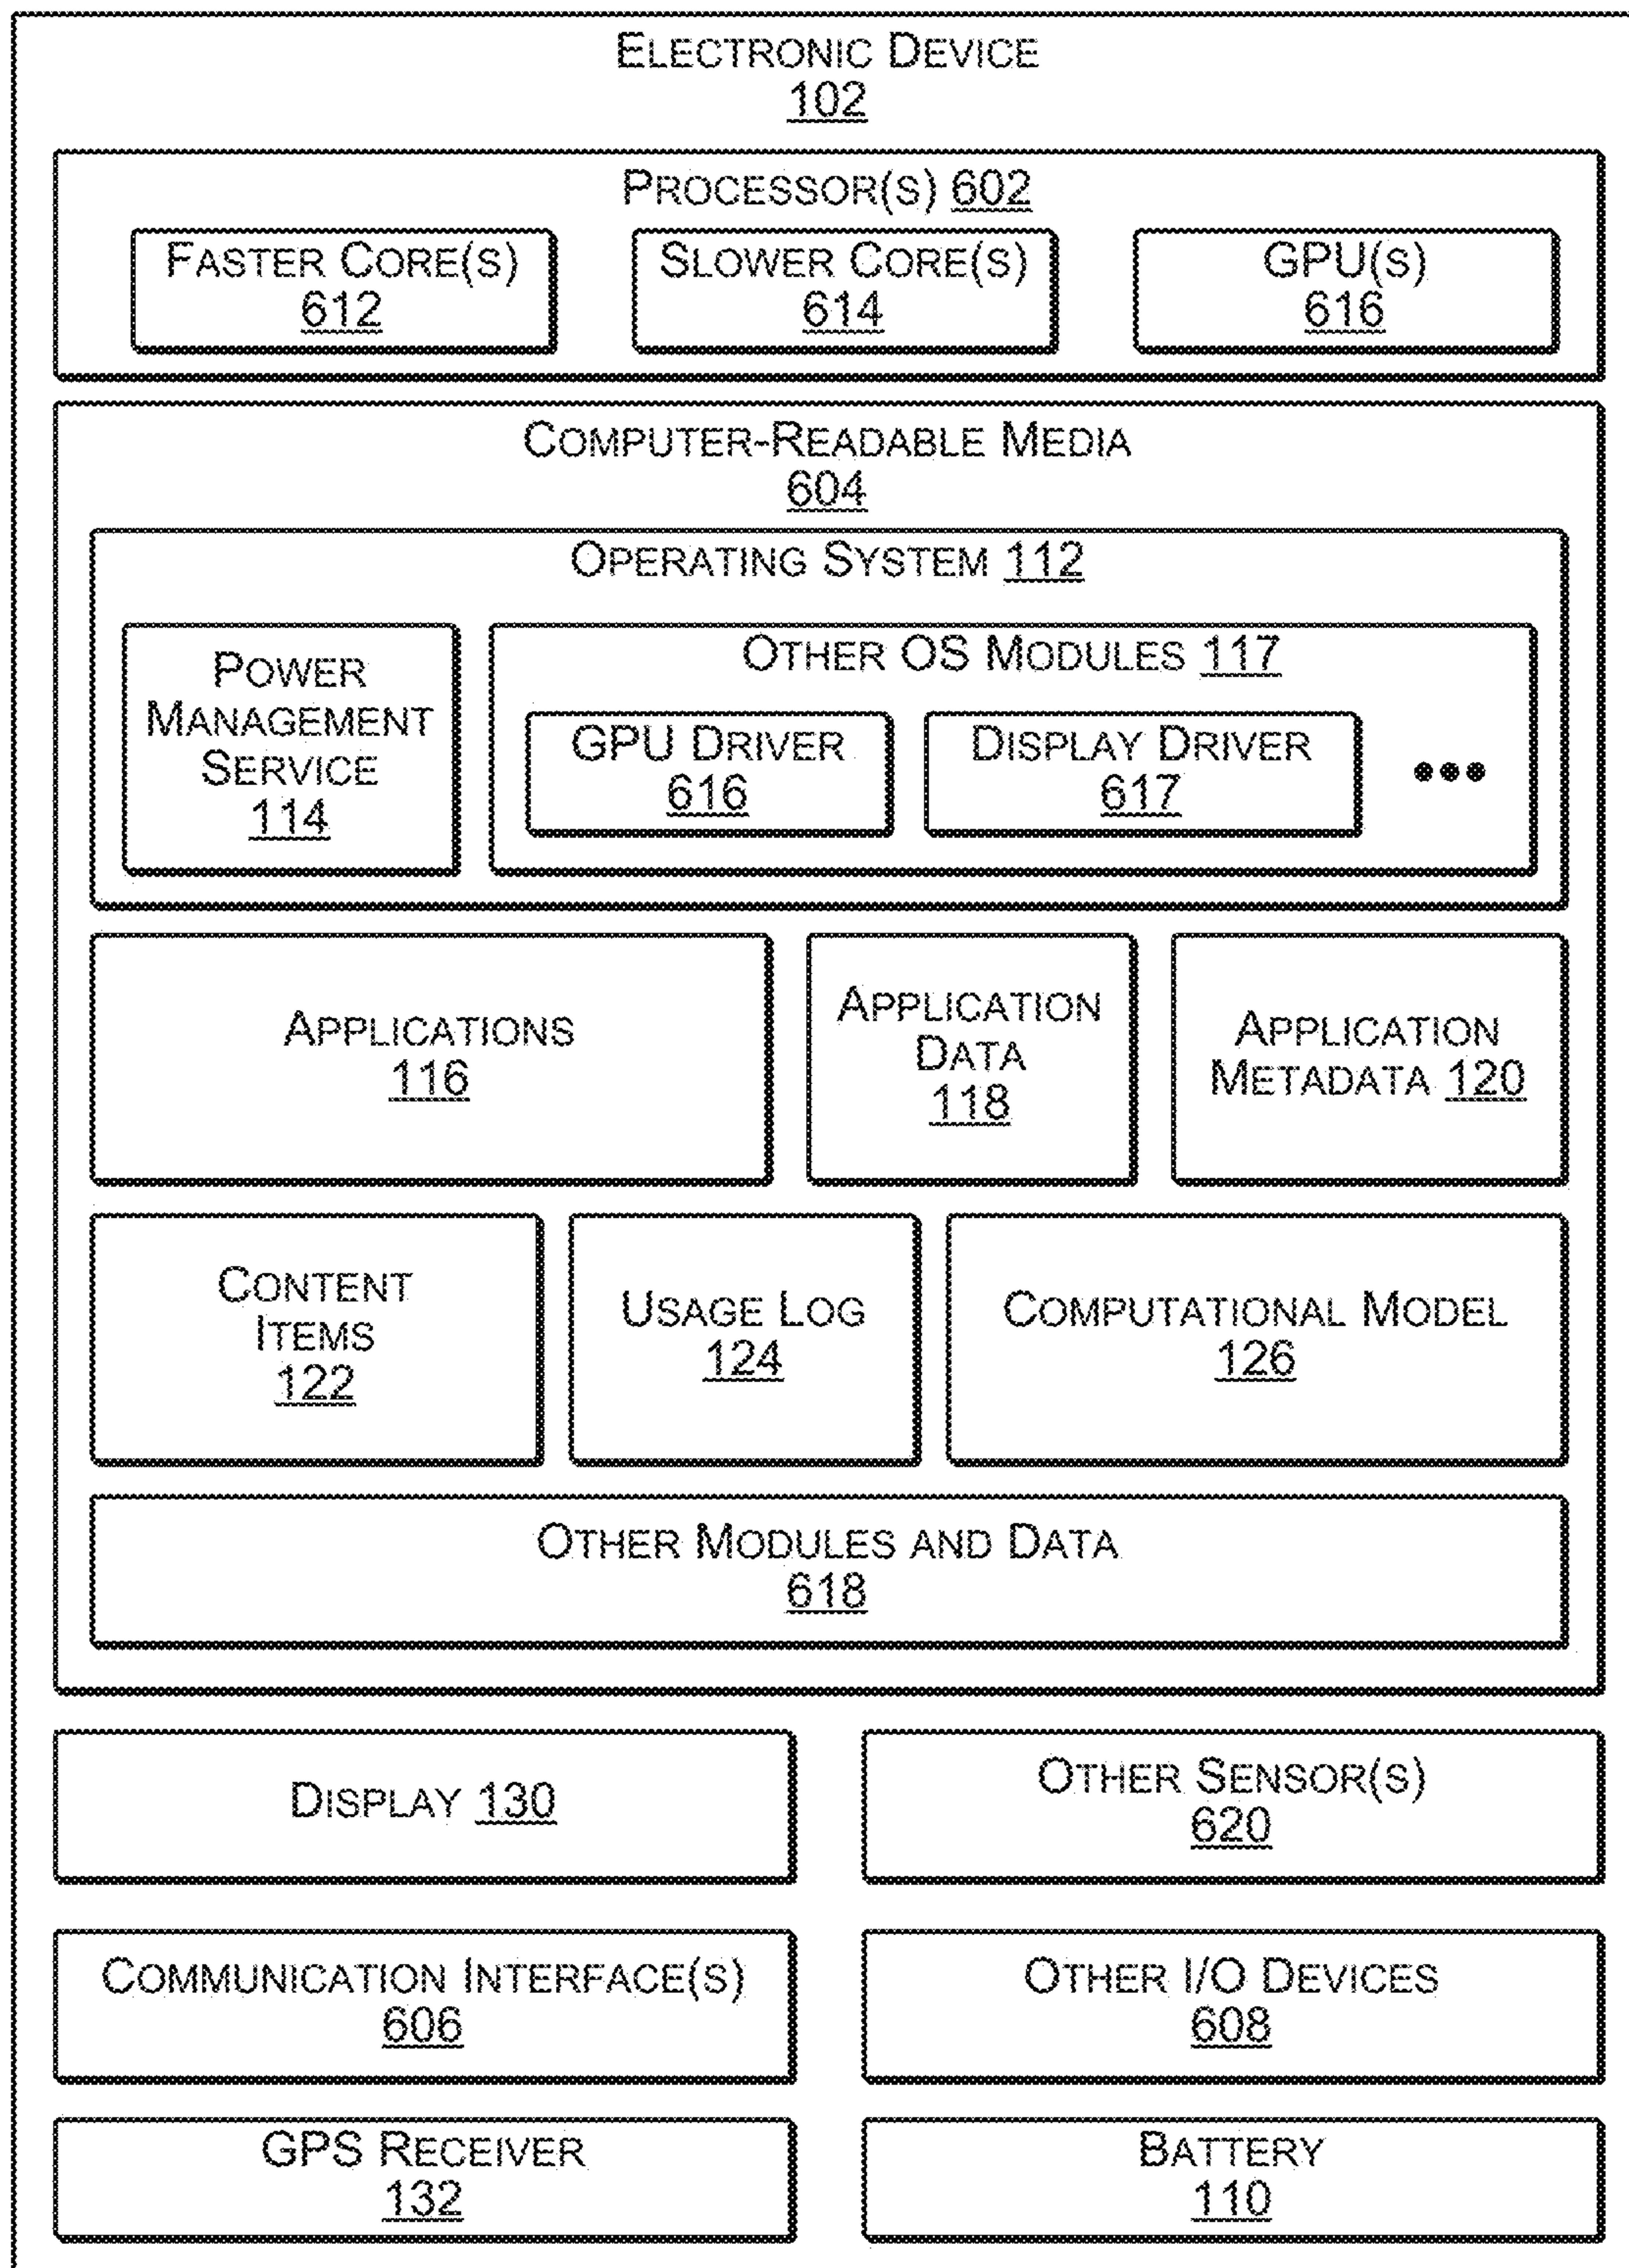 ELECTRONIC DEVICE
102
PROCESSOR(S) 602
FASTER CORE(S)
612
SLOWER CORE(S)
614
GPU(S)
616
COMPUTER-READABLE MEDIA
604
OPERATING SYSTEM 112
POWER
MANAGEMENT
SERVICE
114
OTHER OS MODULES 117
GPU DRIVER
616
DISPLAY DRIVER
617
•••
APPLICATIONS
116
APPLICATION
DATA
118
APPLICATION
METADATA 120
CONTENT
ITEMS
122
USAGE LOG
124
COMPUTATIONAL MODEL
126
OTHER MODULES AND DATA
618
DISPLAY 130
OTHER SENSOR(S)
620
COMMUNICATION INTERFACE(S)
606
OTHER I/O DEVICES
608
GPS RECEIVER
132
BATTERY
110